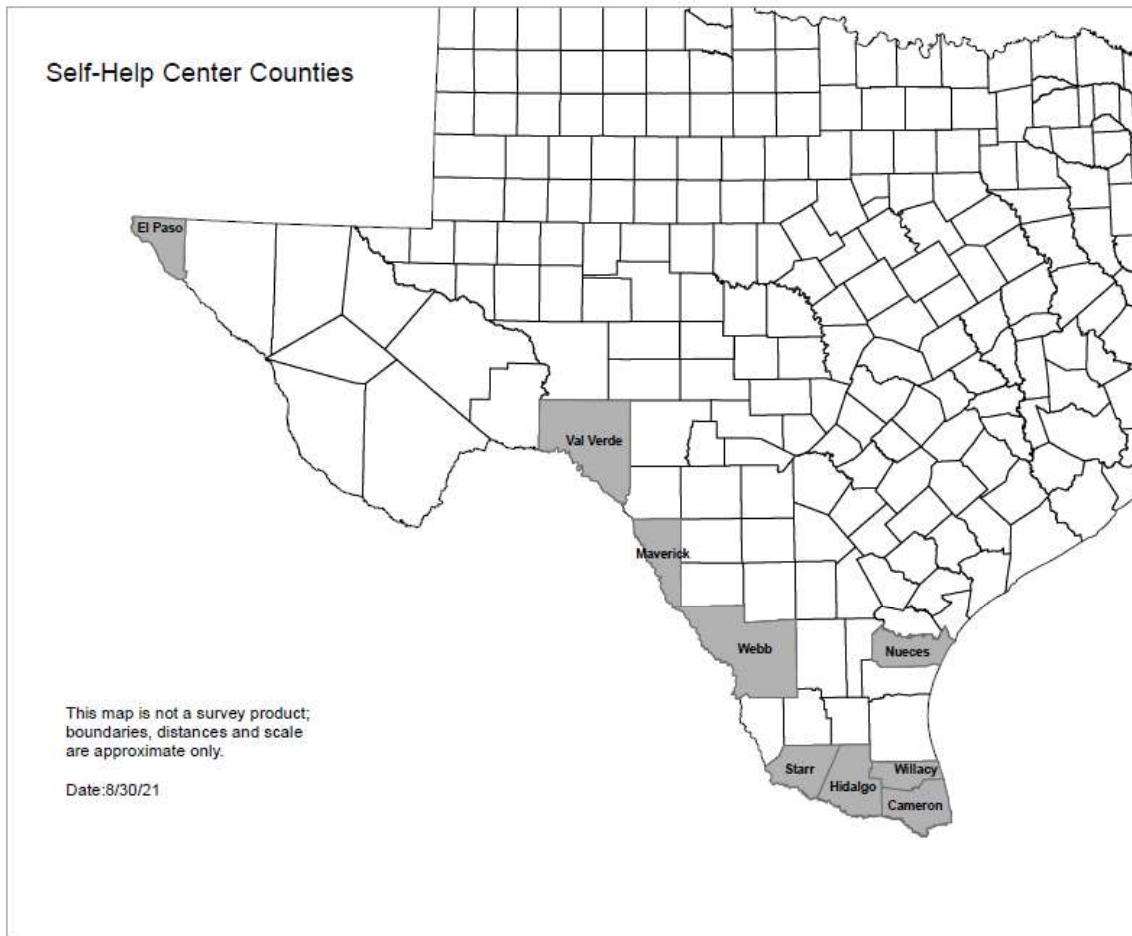 Self-Help Center Counties
El Paso
Val Verde
Maverick
Webb
Nueces
This map is not a survey product;
boundaries, distances and scale
are approximate only.
Date:8/30/21
Starr
Hidalgo
Willacy
Cameron